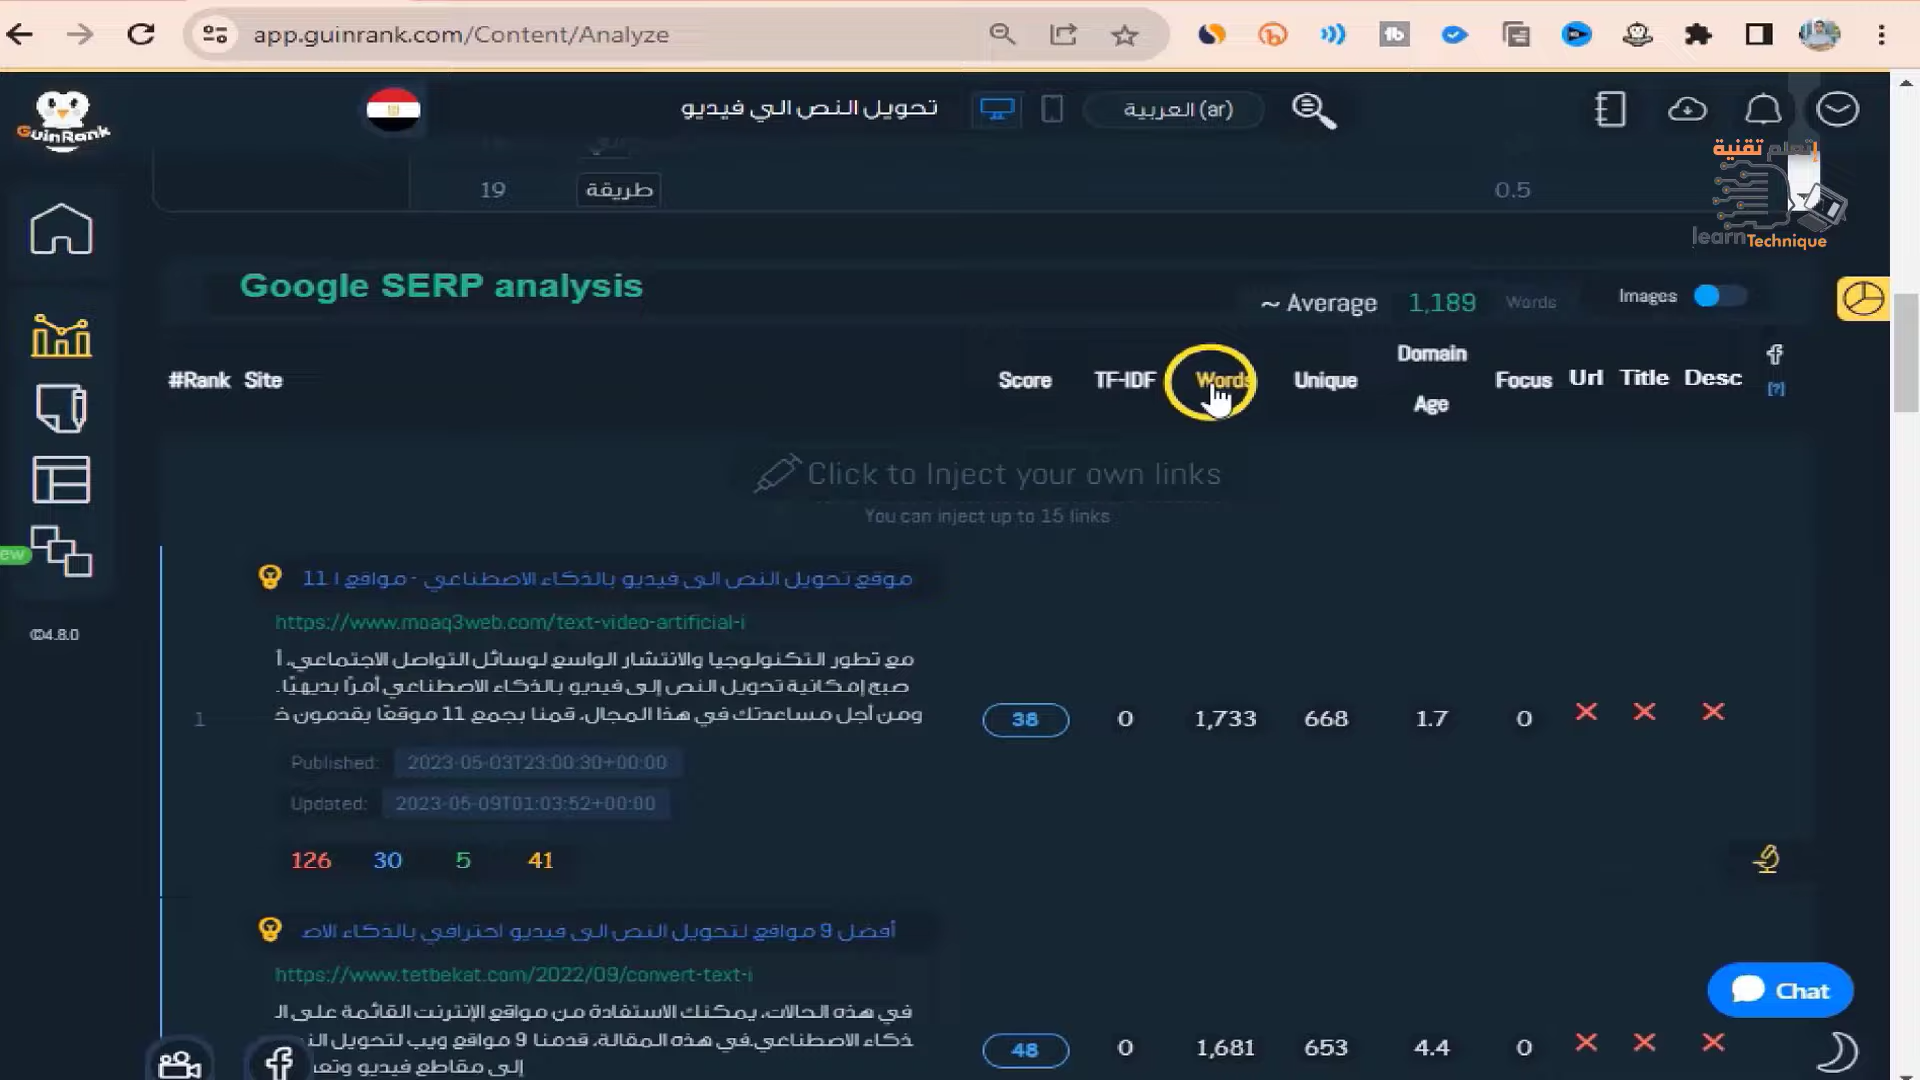 app.guinrank.com/Content/Analyze
GuinRank
تحويل النص الي فيديو
العربية (ar)
إتعلم تقنية
learn Technique
19
طريقة
0.5
Google SERP analysis
~ Average 1,189 Words
Images
#Rank Site Score TF-IDF Words Unique Domain Age Focus Url Title Desc
[?]
Click to Inject your own links
You can inject up to 15 links
موقع تحويل النص الى فيديو بالذكاء الاصطناعي - مواقع ا 11
https://www.moaq3web.com/text-video-artificial-i
مع تطور التكنولوجيا والانتشار الواسع لوسائل التواصل الاجتماعي، أ
صبح إمكانية تحويل النص إلى فيديو بالذكاء الاصطناعي أمرًا بديهيًا.
ومن أجل مساعدتك في هذا المجال، قمنا بجمع 11 موقعًا يقدمون خ
1
38 0 1,733 668 1.7 0
Published: 2023-05-03T23:00:30+00:00
Updated: 2023-05-09T01:03:52+00:00
126 30 5 41
أفضل 9 مواقع لتحويل النص الى فيديو احترافي بالذكاء الاص
https://www.tetbekat.com/2022/09/convert-text-i
في هذه الحالات، يمكنك الاستفادة من مواقع الإنترنت القائمة على ال
ذكاء الاصطناعي.في هذه المقالة، قدمنا 9 مواقع ويب لتحويل الن
إلى مقاطع فيديو وتعد
48 0 1,681 653 4.4 0
ew
©4.8.0
Chat